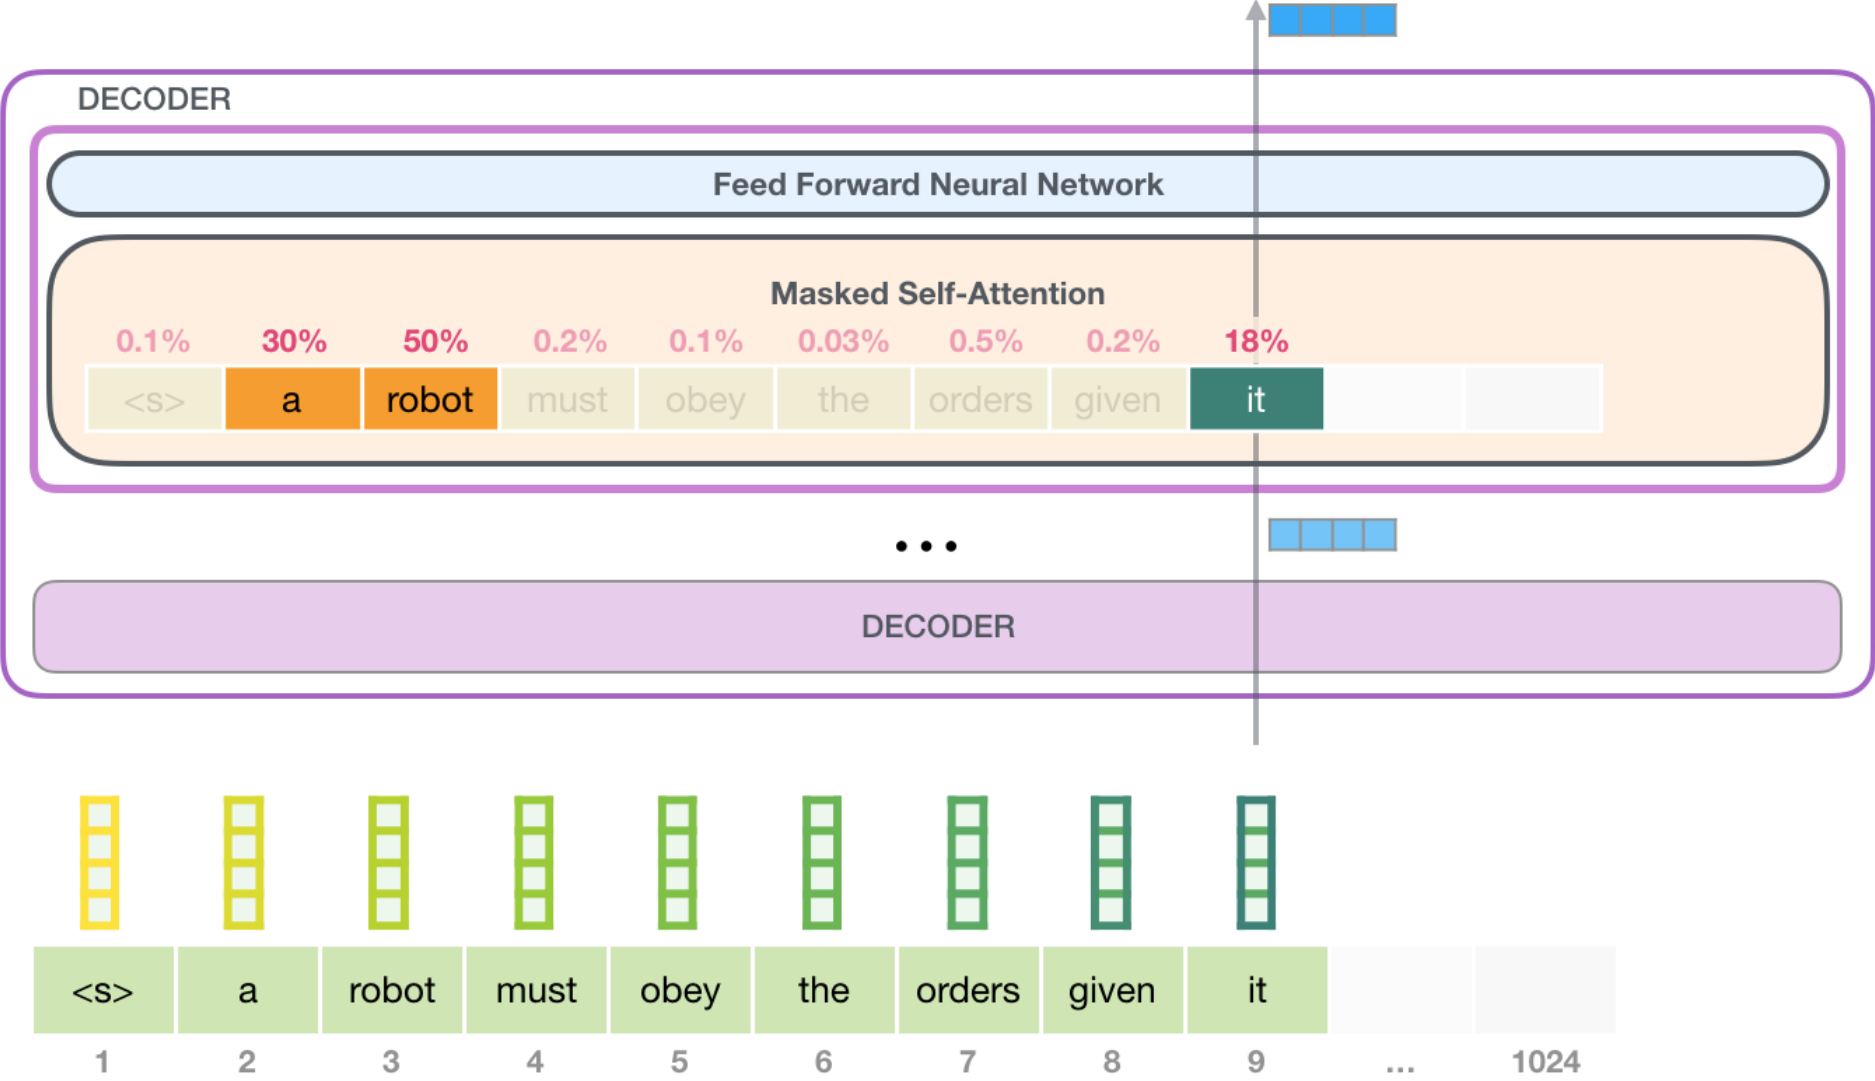 DECODER
Feed Forward Neural Network
Masked Self-Attention
0.1% 30% 50% 0.2% 0.1% 0.03% 0.5% 0.2% 18%
<s> a robot must obey the orders given it
...
DECODER
<s> a robot must obey the orders given it
1 2 3 4 5 6 7 8 9 ... 1024